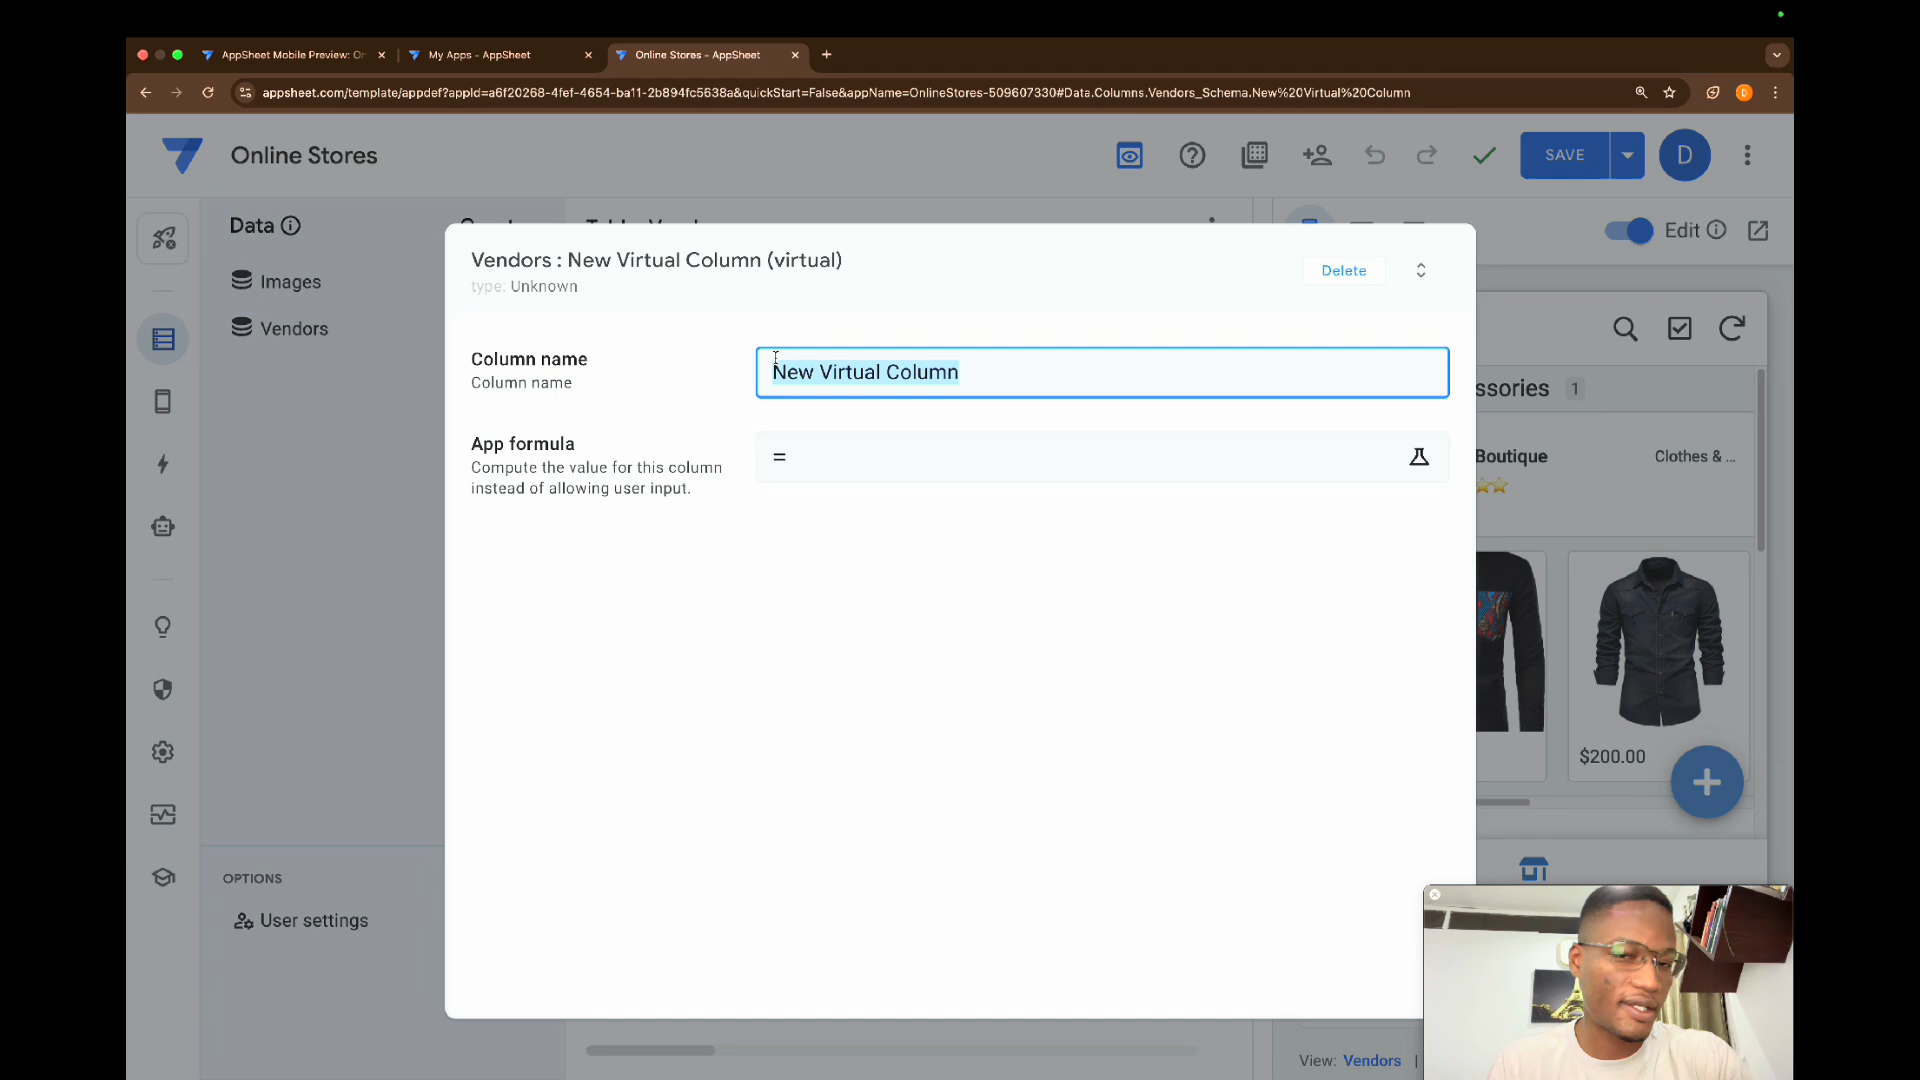 AppSheet Mobile Preview: On
My Apps - AppSheet
Online Stores - AppSheet
appsheet.com/template/appdef?appId=a6f20268-4fef-4654-ba11-2b894fc5638a&quickStart=False&appName=OnlineStores-509607330#Data.Columns.Vendors_Schema.New%20Virtual%20Column
D
Online Stores
SAVE
D
Data
Edit
Images
Vendors
Vendors : New Virtual Column (virtual)
type: Unknown
Delete
Column name
Column name
New Virtual Column
App formula
Compute the value for this column
instead of allowing user input.
=
ssories 1
Boutique
Clothes & ...
$200.00
OPTIONS
User settings
View: Vendors |